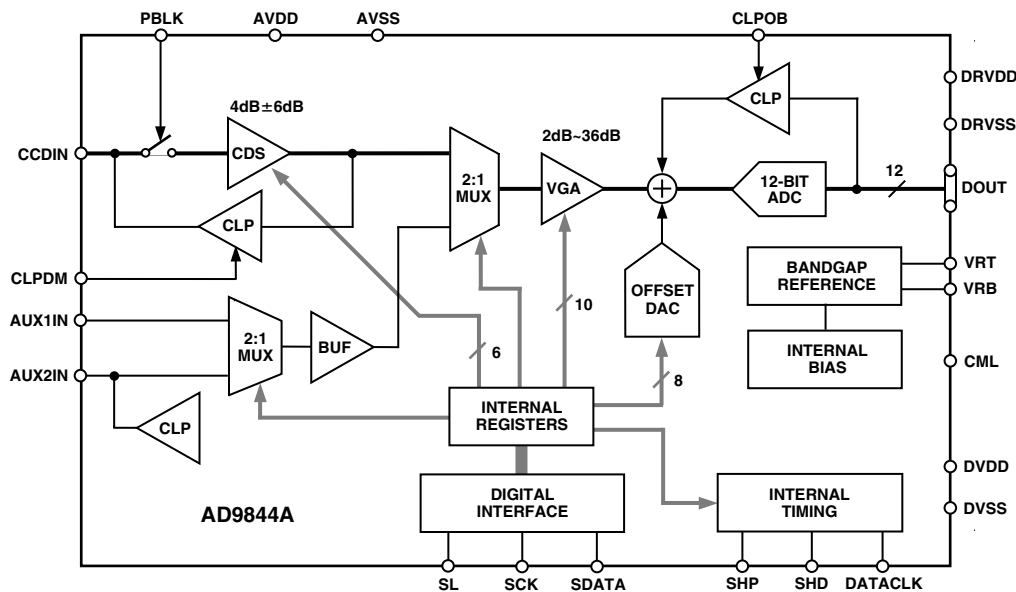 PBLK
AVDD
AVSS
CLPOB
DRVDD
DRVSS
4dB±6dB
CLP
2dB~36dB
CCDIN
CDS
2:1
MUX
VGA
12-BIT
ADC
12
DOUT
CLP
CLPDM
BANDGAP
REFERENCE
VRT
VRB
OFFSET
DAC
10
AUX1IN
2:1
MUX
BUF
6
INTERNAL
BIAS
CML
AUX2IN
8
CLP
INTERNAL
REGISTERS
DVDD
DIGITAL
INTERFACE
INTERNAL
TIMING
DVSS
AD9844A
SL
SCK
SDATA
SHP
SHD
DATACLK